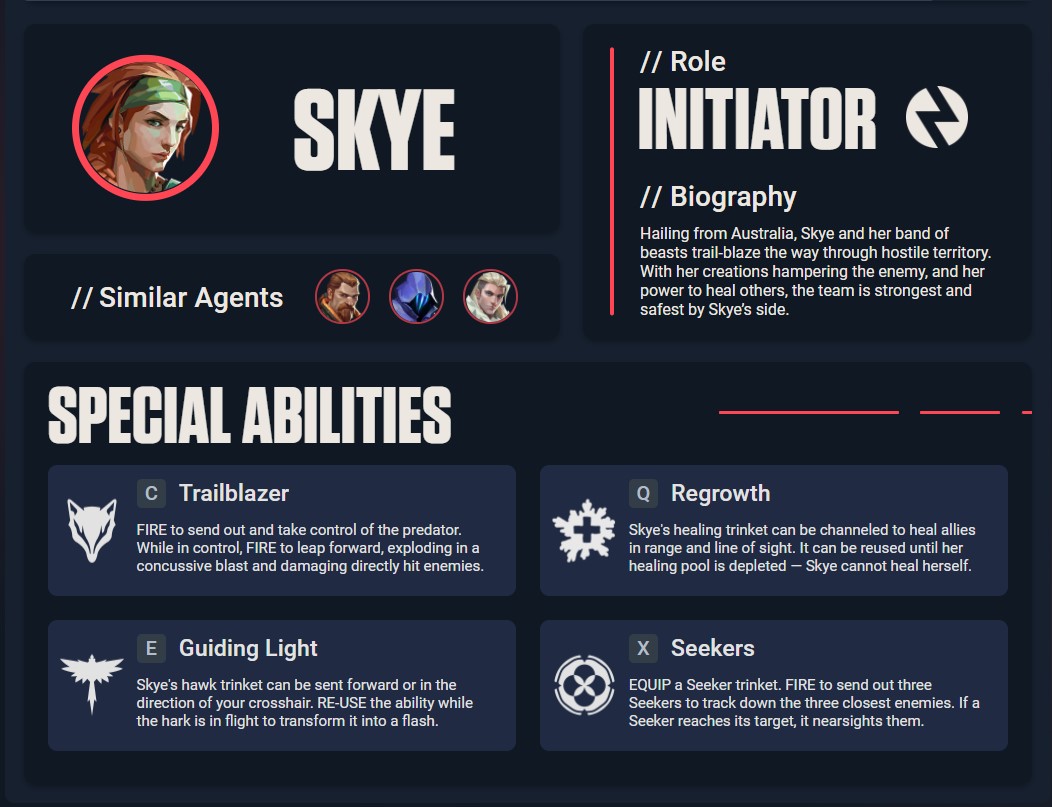 SKYE
// Role
INITIATOR
// Biography
Hailing from Australia, Skye and her band of
beasts trail-blaze the way through hostile territory.
With her creations hampering the enemy, and her
power to heal others, the team is strongest and
safest by Skye's side.
// Similar Agents
SPECIAL ABILITIES
C Trailblazer
FIRE to send out and take control of the predator.
While in control, FIRE to leap forward, exploding in a
concussive blast and damaging directly hit enemies.
Q Regrowth
Skye's healing trinket can be channeled to heal allies
in range and line of sight. It can be reused until her
healing pool is depleted — Skye cannot heal herself.
E Guiding Light
Skye's hawk trinket can be sent forward or in the
direction of your crosshair. RE-USE the ability while
the hark is in flight to transform it into a flash.
X Seekers
EQUIP a Seeker trinket. FIRE to send out three
Seekers to track down the three closest enemies. If a
Seeker reaches its target, it nearsights them.